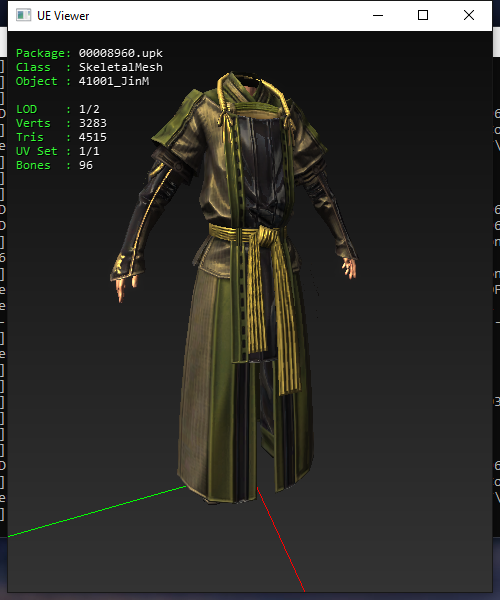 UE Viewer
Package: 00008960.upk
Class : SkeletalMesh
Object : 41001_JinM
LOD : 1/2
Verts : 3283
Tris : 4515
UV Set : 1/1
Bones : 96